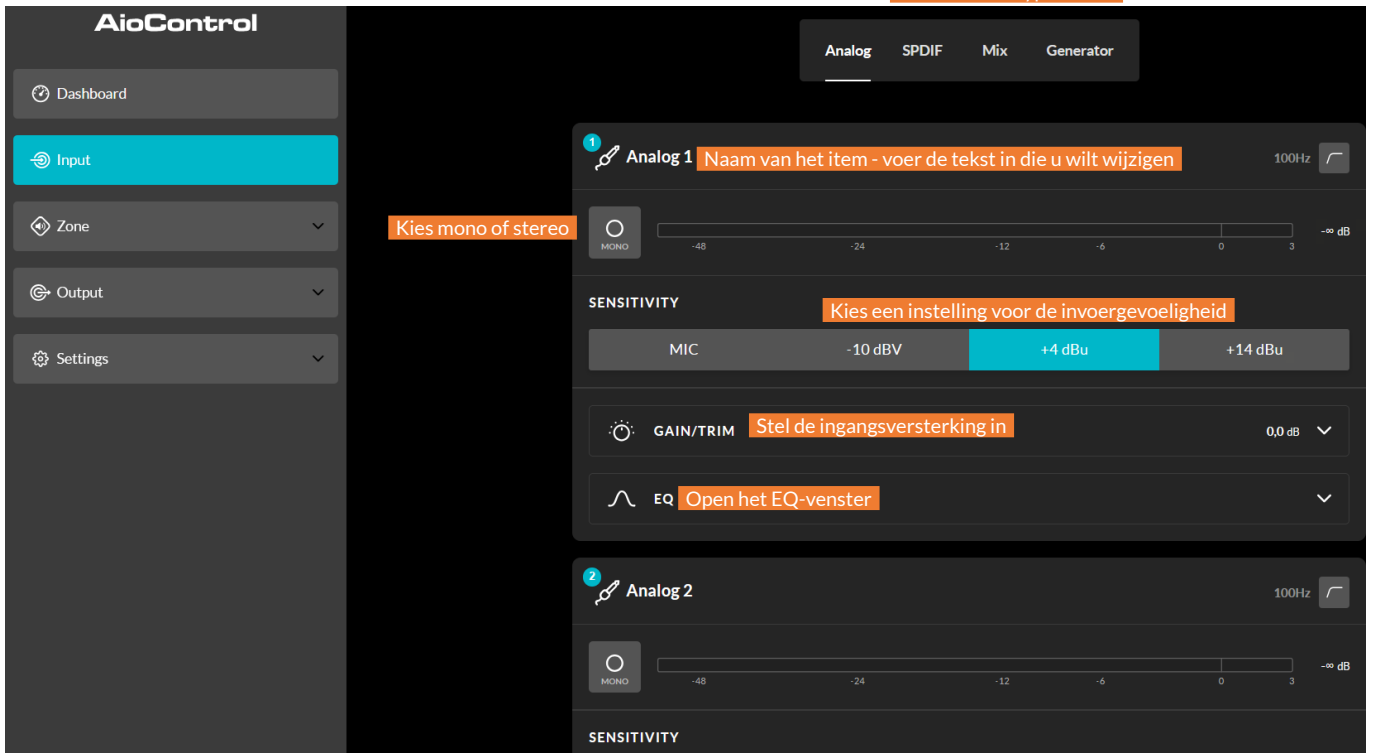 AioControl
Dashboard
Input
Zone
Output
Settings
Analog SPDIF Mix Generator
1
Analog 1 Naam van het item - voer de tekst in die u wilt wijzigen 100Hz
Kies mono of stereo
MONO -48 -24 -12 -6 0 3 -∞ dB
SENSITIVITY Kies een instelling voor de invoergevoeligheid
MIC -10 dBV +4 dBu +14 dBu
GAIN/TRIM Stel de ingangsversterking in 0,0 dB
EQ Open het EQ-venster
2
Analog 2 100Hz
MONO -48 -24 -12 -6 0 3 -∞ dB
SENSITIVITY